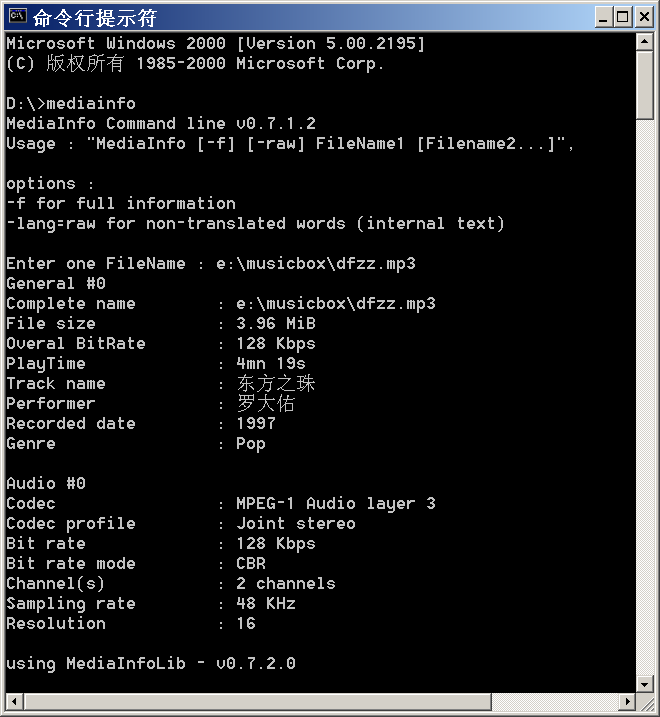 命令行提示符
Microsoft Windows 2000 [Version 5.00.2195]
(C) 版权所有 1985-2000 Microsoft Corp.
D:\>mediainfo
MediaInfo Command line v0.7.1.2
Usage : "MediaInfo [-f] [-raw] FileName1 [Filename2...]",
options :
-f for full information
-lang=raw for non-translated words (internal text)
Enter one FileName : e:\musicbox\dfzz.mp3
General #0
Complete name : e:\musicbox\dfzz.mp3
File size : 3.96 MiB
Overal BitRate : 128 Kbps
PlayTime : 4mn 19s
Track name : 东方之珠
Performer : 罗大佑
Recorded date : 1997
Genre : Pop
Audio #0
Codec : MPEG-1 Audio layer 3
Codec profile : Joint stereo
Bit rate : 128 Kbps
Bit rate mode : CBR
Channel(s) : 2 channels
Sampling rate : 48 KHz
Resolution : 16
using MediaInfoLib - v0.7.2.0